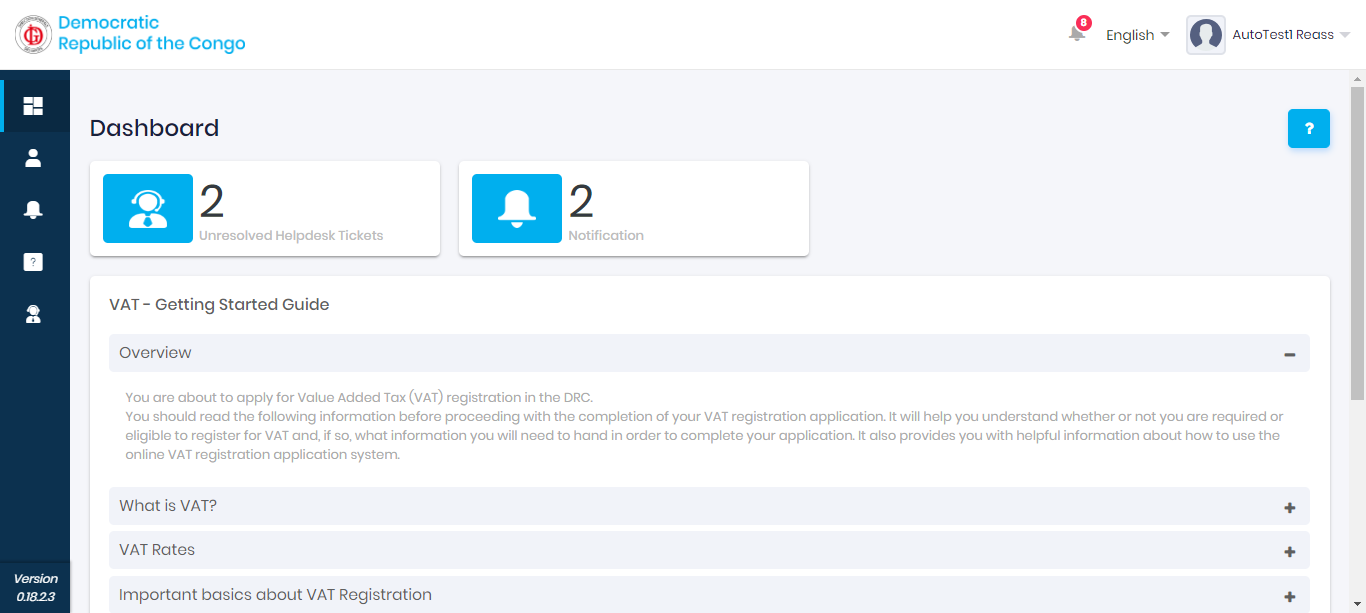 Democratic
Republic of the Congo
8
English
AutoTest1 Reass
Dashboard
?
2
Unresolved Helpdesk Tickets
2
Notification
VAT - Getting Started Guide
Overview
You are about to apply for Value Added Tax (VAT) registration in the DRC.
You should read the following information before proceeding with the completion of your VAT registration application. It will help you understand whether or not you are required or
eligible to register for VAT and, if so, what information you will need to hand in order to complete your application. It also provides you with helpful information about how to use the
online VAT registration application system.
What is VAT?
VAT Rates
Important basics about VAT Registration
?
Version
0.18.2.3